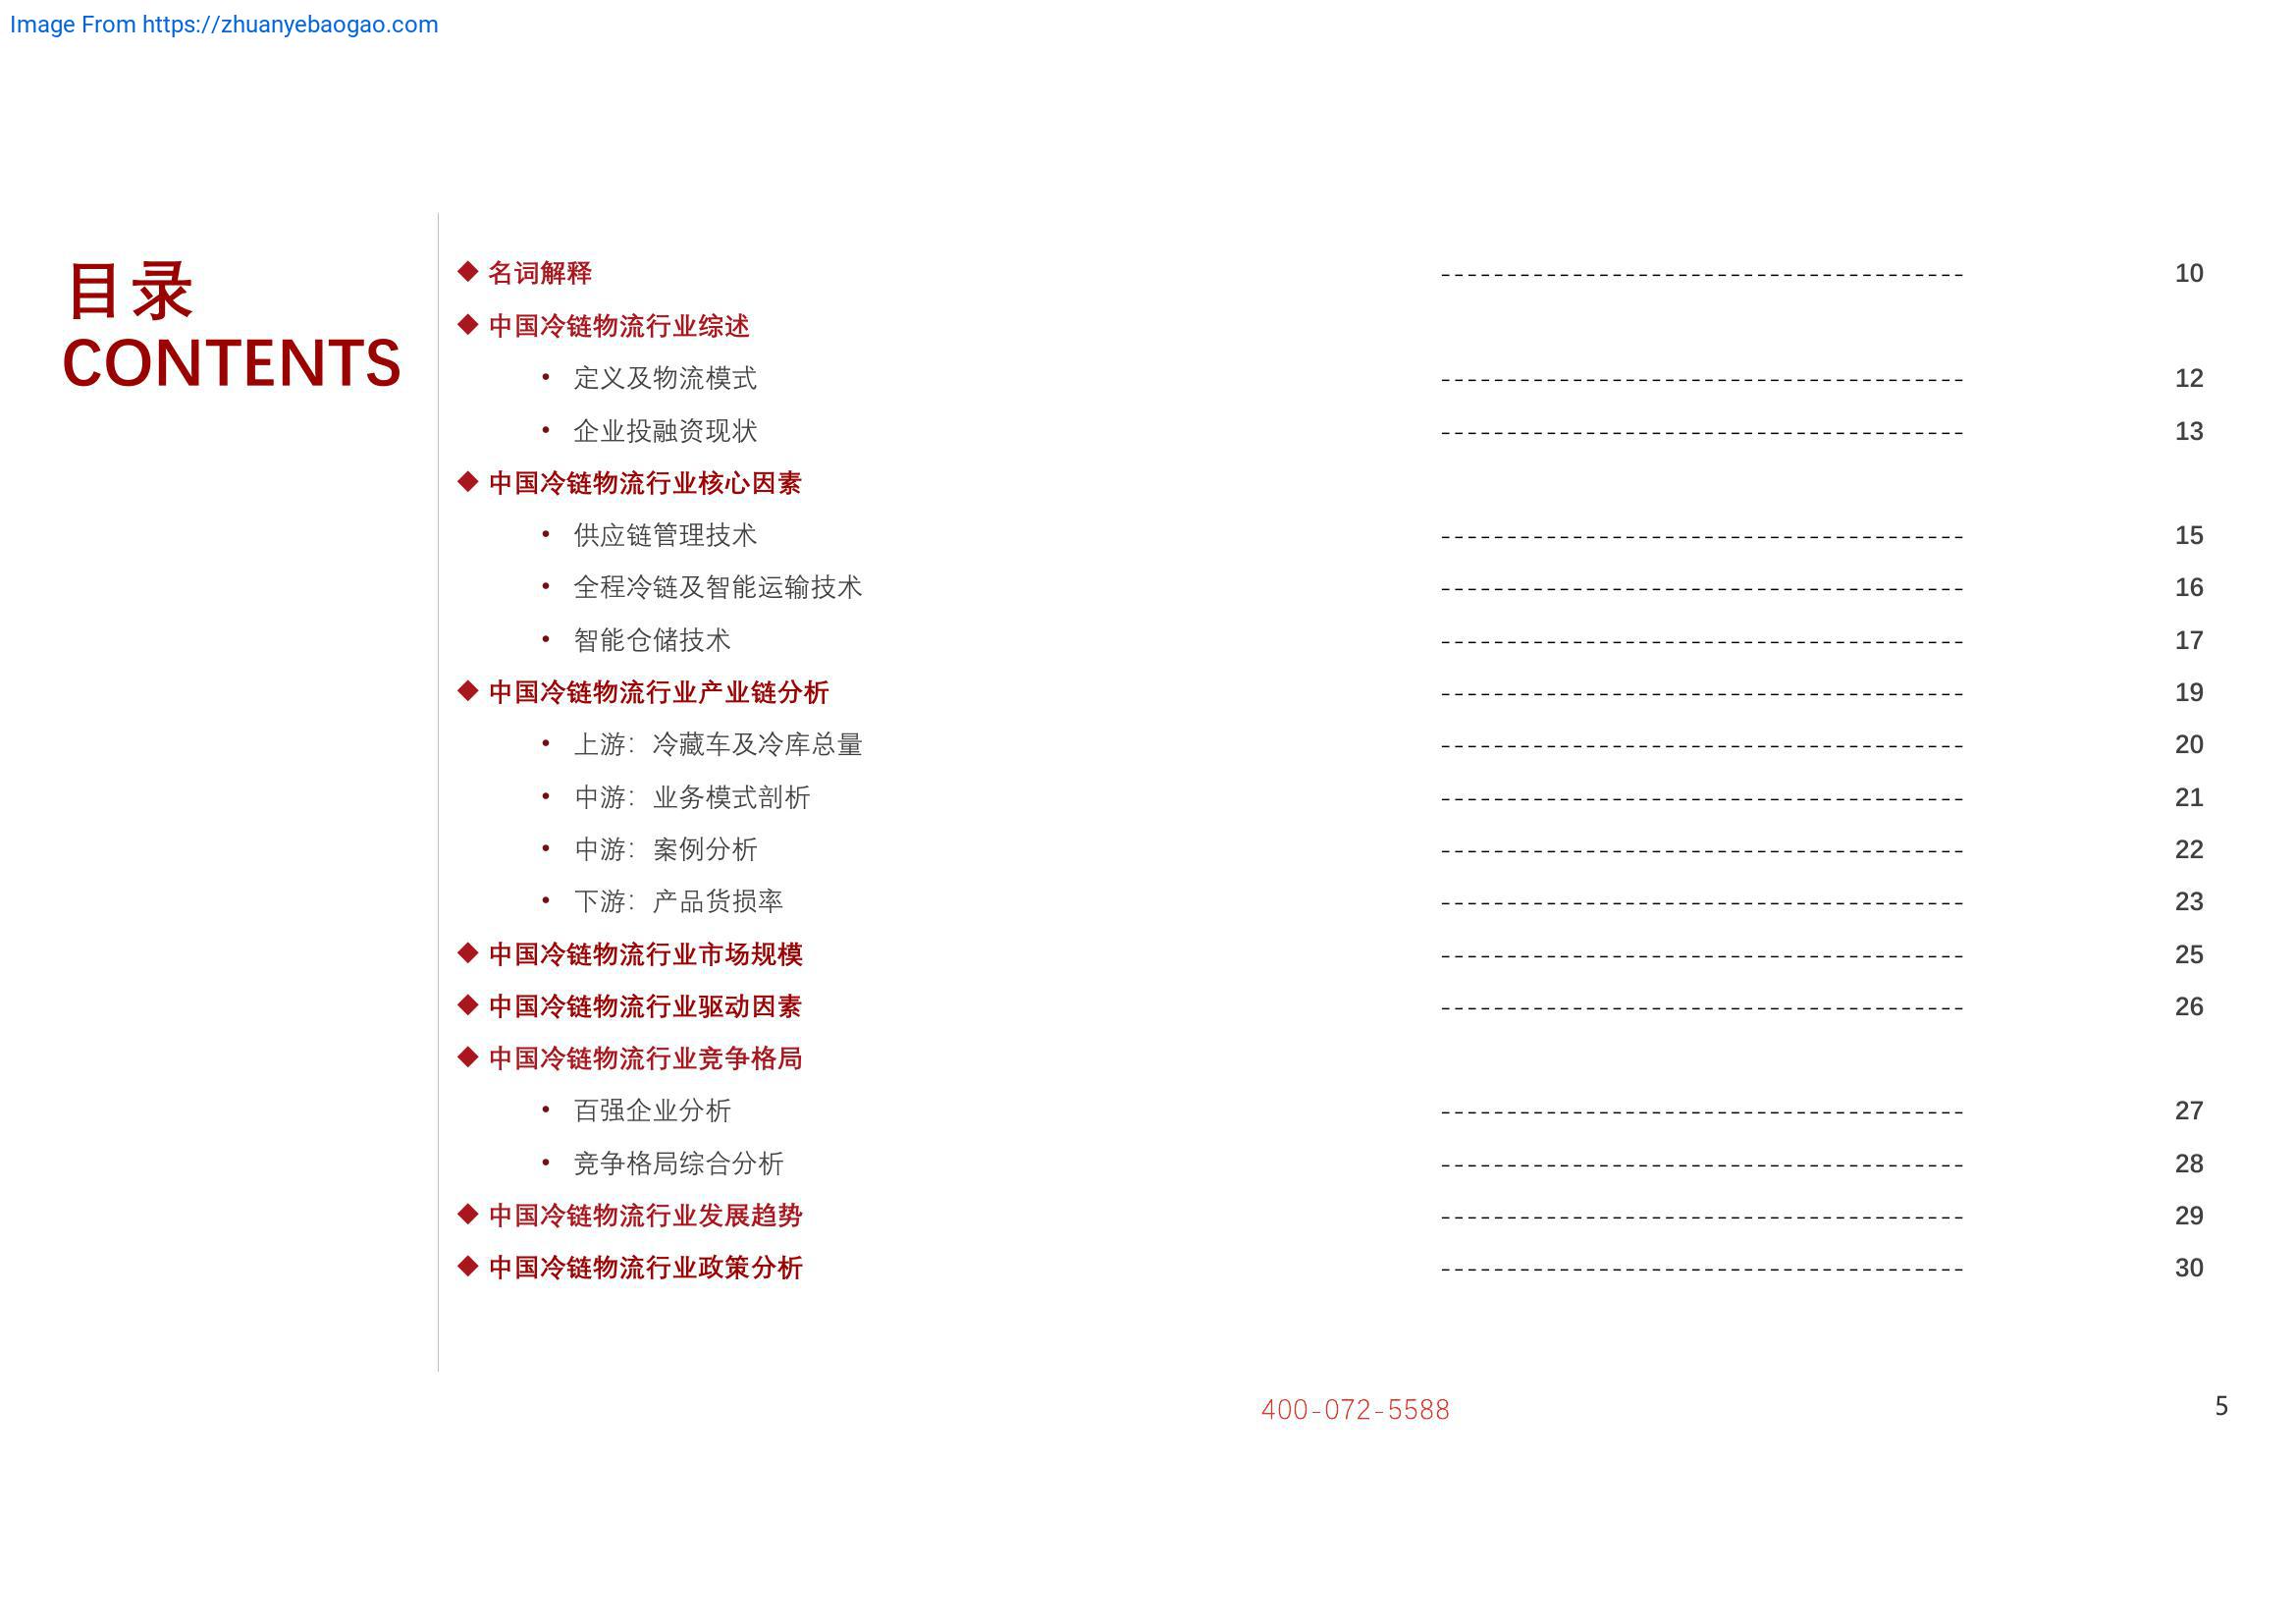 Image From https://zhuanyebaogao.com
目录
CONTENTS
◆ 名词解释 ---------------------------------------- 10
◆ 中国冷链物流行业综述
• 定义及物流模式 ---------------------------------------- 12
• 企业投融资现状 ---------------------------------------- 13
◆ 中国冷链物流行业核心因素
• 供应链管理技术 ---------------------------------------- 15
• 全程冷链及智能运输技术 ---------------------------------------- 16
• 智能仓储技术 ---------------------------------------- 17
◆ 中国冷链物流行业产业链分析 ---------------------------------------- 19
• 上游：冷藏车及冷库总量 ---------------------------------------- 20
• 中游：业务模式剖析 ---------------------------------------- 21
• 中游：案例分析 ---------------------------------------- 22
• 下游：产品货损率 ---------------------------------------- 23
◆ 中国冷链物流行业市场规模 ---------------------------------------- 25
◆ 中国冷链物流行业驱动因素 ---------------------------------------- 26
◆ 中国冷链物流行业竞争格局
• 百强企业分析 ---------------------------------------- 27
• 竞争格局综合分析 ---------------------------------------- 28
◆ 中国冷链物流行业发展趋势 ---------------------------------------- 29
◆ 中国冷链物流行业政策分析 ---------------------------------------- 30
400-072-5588
5